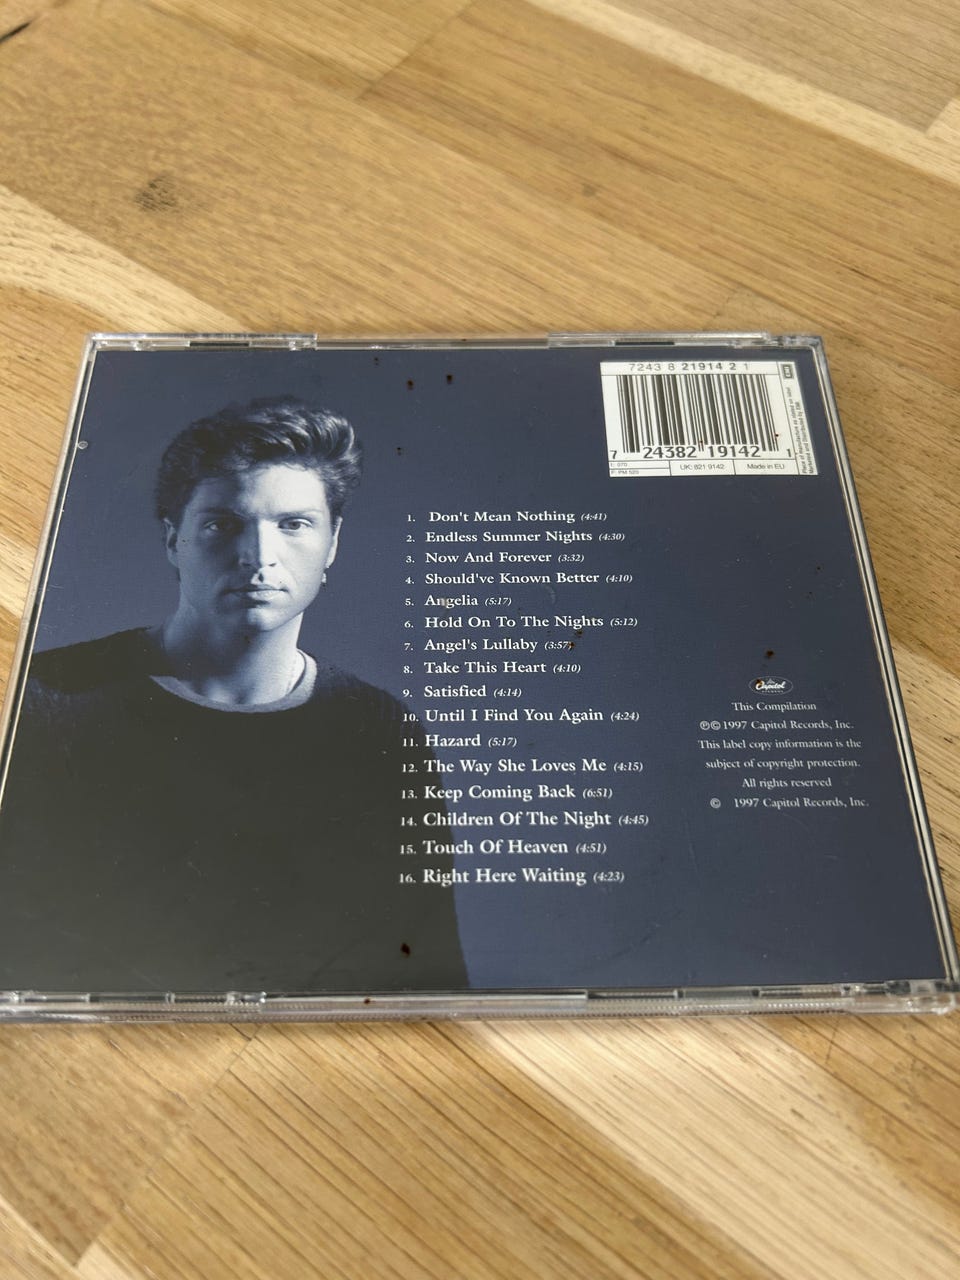 7243 8 21914 2 1
EMI
7 24382 19142 1
UK: 821 9142
Made in EU
1. Don't Mean Nothing (4:41)
2. Endless Summer Nights (4:30)
3. Now And Forever (3:32)
4. Should've Known Better (4:10)
5. Angelia (5:17)
6. Hold On To The Nights (5:12)
7. Angel's Lullaby (3:57)
8. Take This Heart (4:10)
9. Satisfied (4:14)
10. Until I Find You Again (4:24)
11. Hazard (5:17)
12. The Way She Loves Me (4:15)
13. Keep Coming Back (6:51)
14. Children Of The Night (4:45)
15. Touch Of Heaven (4:51)
16. Right Here Waiting (4:23)
Capitol
This Compilation
℗© 1997 Capitol Records, Inc.
This label copy information is the
subject of copyright protection.
All rights reserved
© 1997 Capitol Records, Inc.